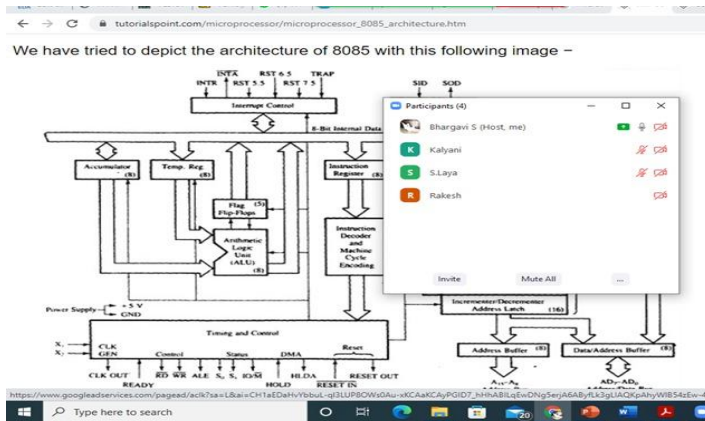 tutorialspoint.com/microprocessor/microprocessor_8085_architecture.htm
We have tried to depict the architecture of 8085 with this following image –
INTA RST 6.5 TRAP
INTR RST 5.5 RST 7.5
SID SOD
Interrupt Control
8-Bit Internal Data
Participants (4)
Bhargavi S (Host, me)
K Kalyani
S S.Laya
R Rakesh
Invite Mute All ...
Accumulator (8)
Temp. Reg. (8)
Instruction Register (8)
Flag (5) Flip-Flops
Arithmetic
Logic
Unit
(ALU)
(8)
Instruction
Decoder
and
Machine
Cycle
Encoding
Power Supply
+5 V
GND
Incrementer/Decrementer
Address Latch (16)
Timing and Control
X₁ CLK
X₂ GEN
Control Status DMA Reset
Address Buffer (8)
Data/Address Buffer (8)
CLK OUT RD WR ALE S₀ S₁ IO/M HLDA RESET OUT
READY HOLD RESET IN
A₁₅-A₈
AD₇-AD₀
Type here to search
20